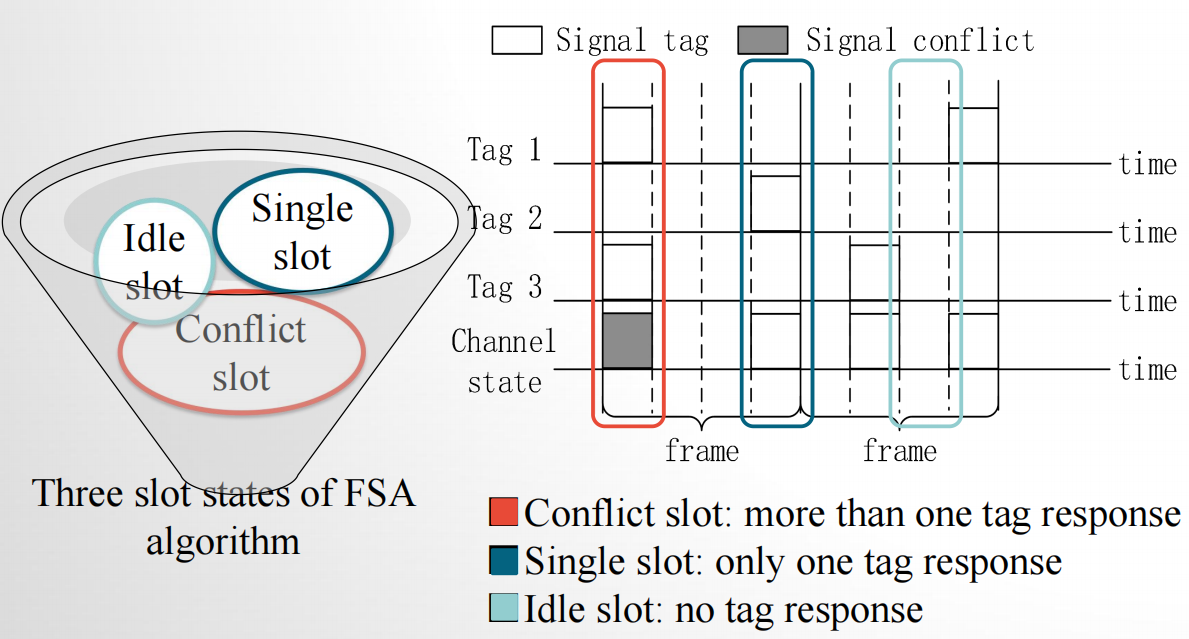 Signal tag
Signal conflict
Tag 1
time
Tag 2
time
Tag 3
time
Channel
state
time
frame
frame
Idle
slot
Single
slot
Conflict
slot
Three slot states of FSA
algorithm
Conflict slot: more than one tag response
Single slot: only one tag response
Idle slot: no tag response